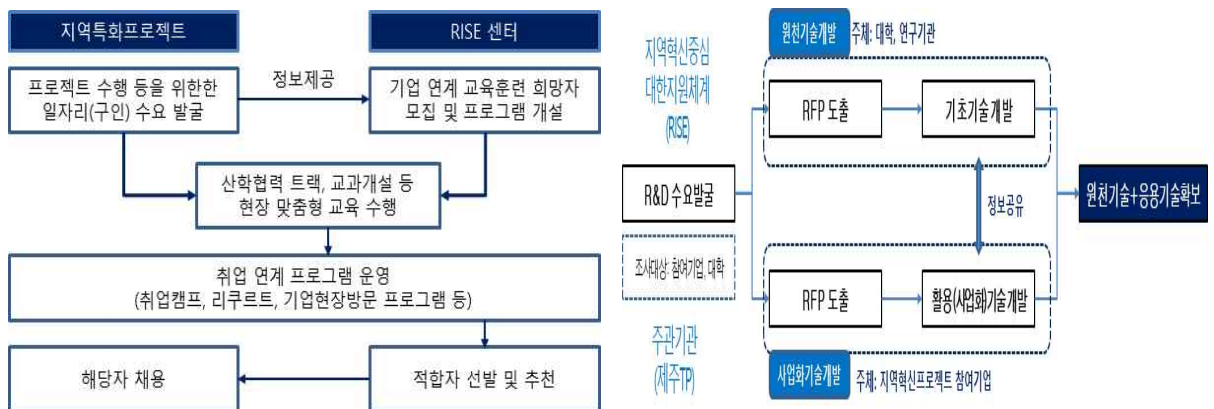 지역특화프로젝트
RISE 센터
프로젝트 수행 등을 위한한
일자리(구인) 수요 발굴
정보제공
기업 연계 교육훈련 희망자
모집 및 프로그램 개설
산학협력 트랙, 교과개설 등
현장 맞춤형 교육 수행
취업 연계 프로그램 운영
(취업캠프, 리쿠르트, 기업현장방문 프로그램 등)
해당자 채용
적합자 선발 및 추천
지역혁신중심
대한지원체계
(RISE)
원천기술개발
주체: 대학, 연구기관
RFP 도출
기초기술 개발
R&D 수요발굴
정보공유
원천기술+응용기술확보
조사대상: 참여기업, 대학
RFP 도출
활용(사업화)기술개발
주관기관
(제주TP)
사업화기술개발
주체: 지역혁신프로젝트 참여기업